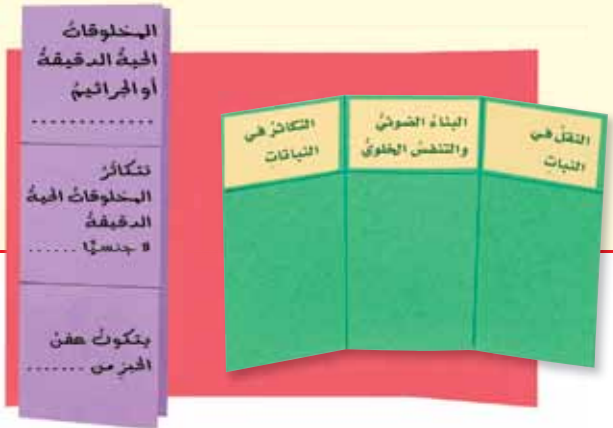 المخلوقاتُ
الحيةُ الدقيقةُ
أو الجراثيمُ
.............
تتكاثرُ
المخلوقاتُ الحيةُ
الدقيقةُ
لا جنسيًّا ......
يتكونُ عفنُ
الخبزِ من .......
النقلُ في
النباتِ
البناءُ الضوئيُّ
والتنفسُ الخلويُّ
التكاثرُ في
النباتات